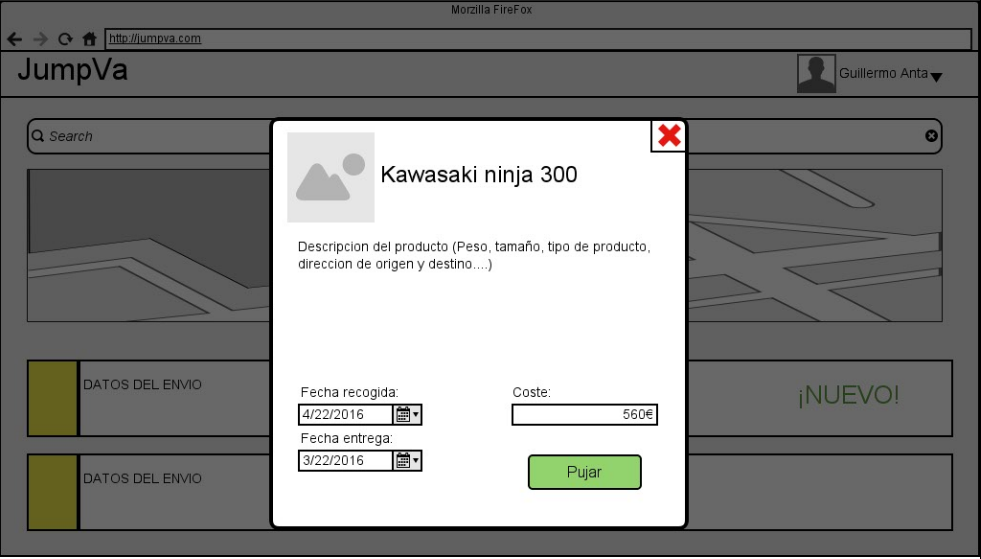 Morzilla FireFox
http://jumpva.com
JumpVa
Guillermo Anta
Search
Kawasaki ninja 300
Descripcion del producto (Peso, tamaño, tipo de producto,
direccion de origen y destino....)
DATOS DEL ENVIO
¡NUEVO!
Fecha recogida:
Coste:
4/22/2016
560€
Fecha entrega:
3/22/2016
Pujar
DATOS DEL ENVIO